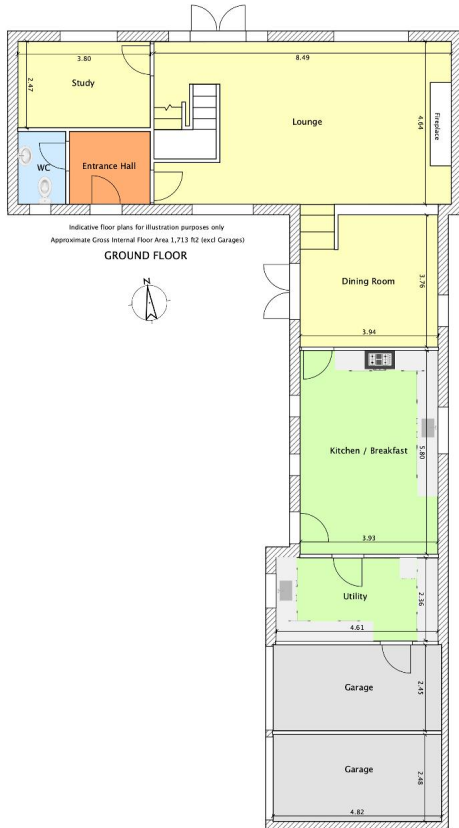 3.80
8.49
2.47
Study
Lounge
4.64
Fireplace
WC
Entrance Hall
Indicative floor plans for illustration purposes only
Approximate Gross Internal Floor Area 1,713 ft2 (excl Garages)
GROUND FLOOR
N
Dining Room
3.76
3.94
Kitchen / Breakfast
5.80
3.93
Utility
2.36
4.61
Garage
2.45
Garage
2.48
4.82